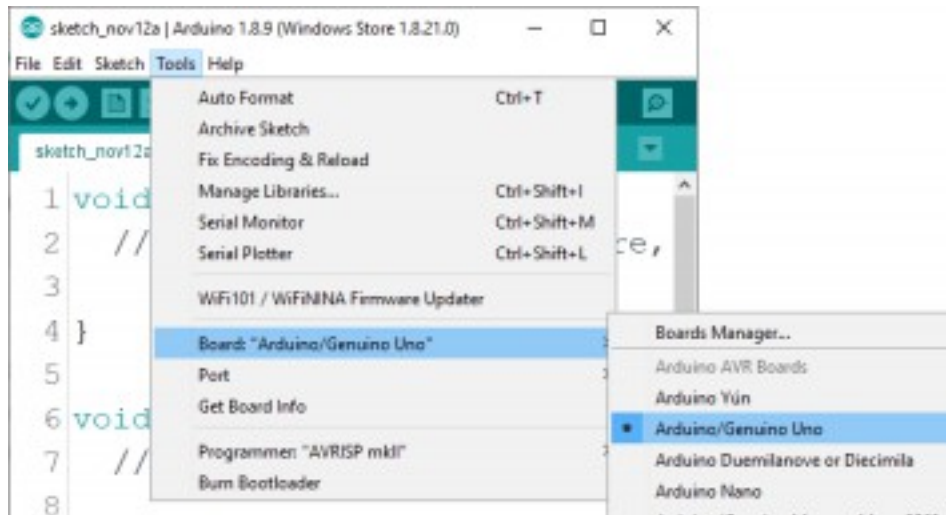 sketch_nov12a | Arduino 1.8.9 (Windows Store 1.8.21.0)
File Edit Sketch Tools Help
sketch_nov12a
Auto Format Ctrl+T
Archive Sketch
Fix Encoding & Reload
Manage Libraries... Ctrl+Shift+I
Serial Monitor Ctrl+Shift+M
Serial Plotter Ctrl+Shift+L
WiFi101 / WiFiNINA Firmware Updater
Board: "Arduino/Genuino Uno"
Port
Get Board Info
Programmer: "AVRISP mkII"
Burn Bootloader
1 void
2 // re,
3
4 }
5
6 void
7 //
8
Boards Manager...
Arduino AVR Boards
Arduino Yún
Arduino/Genuino Uno
Arduino Duemilanove or Diecimila
Arduino Nano